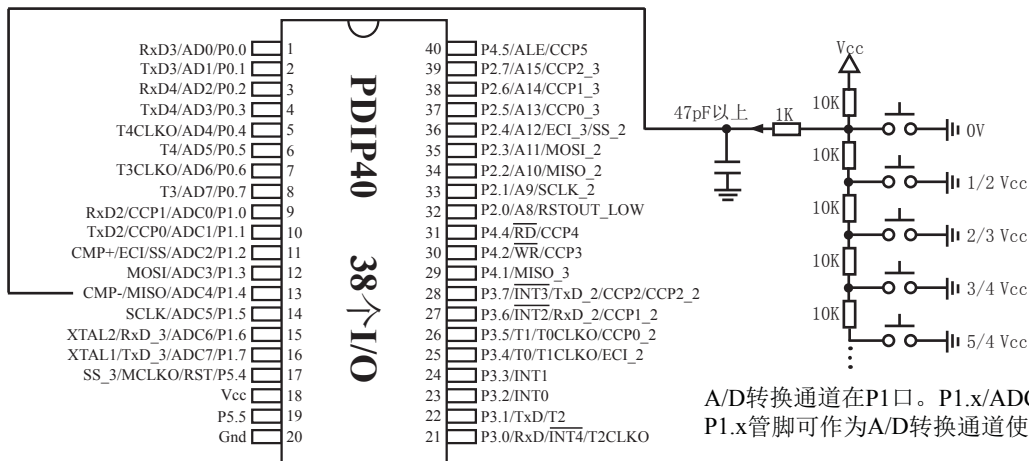 RxD3/AD0/P0.0 1
TxD3/AD1/P0.1 2
RxD4/AD2/P0.2 3
TxD4/AD3/P0.3 4
T4CLKO/AD4/P0.4 5
T4/AD5/P0.5 6
T3CLKO/AD6/P0.6 7
T3/AD7/P0.7 8
RxD2/CCP1/ADC0/P1.0 9
TxD2/CCP0/ADC1/P1.1 10
CMP+/ECI/SS/ADC2/P1.2 11
MOSI/ADC3/P1.3 12
CMP-/MISO/ADC4/P1.4 13
SCLK/ADC5/P1.5 14
XTAL2/RxD_3/ADC6/P1.6 15
XTAL1/TxD_3/ADC7/P1.7 16
SS_3/MCLKO/RST/P5.4 17
Vcc 18
P5.5 19
Gnd 20
PDIP40 38个I/O
40 P4.5/ALE/CCP5
39 P2.7/A15/CCP2_3
38 P2.6/A14/CCP1_3
37 P2.5/A13/CCP0_3
36 P2.4/A12/ECI_3/SS_2
35 P2.3/A11/MOSI_2
34 P2.2/A10/MISO_2
33 P2.1/A9/SCLK_2
32 P2.0/A8/RSTOUT_LOW
31 P4.4/RD/CCP4
30 P4.2/WR/CCP3
29 P4.1/MISO_3
28 P3.7/INT3/TxD_2/CCP2/CCP2_2
27 P3.6/INT2/RxD_2/CCP1_2
26 P3.5/T1/T0CLKO/CCP0_2
25 P3.4/T0/T1CLKO/ECI_2
24 P3.3/INT1
23 P3.2/INT0
22 P3.1/TxD/T2
21 P3.0/RxD/INT4/T2CLKO
Vcc
10K
47pF以上 1K
0V
10K
1/2 Vcc
10K
2/3 Vcc
10K
3/4 Vcc
10K
5/4 Vcc
A/D转换通道在P1口。P1.x/ADC
P1.x管脚可作为A/D转换通道使